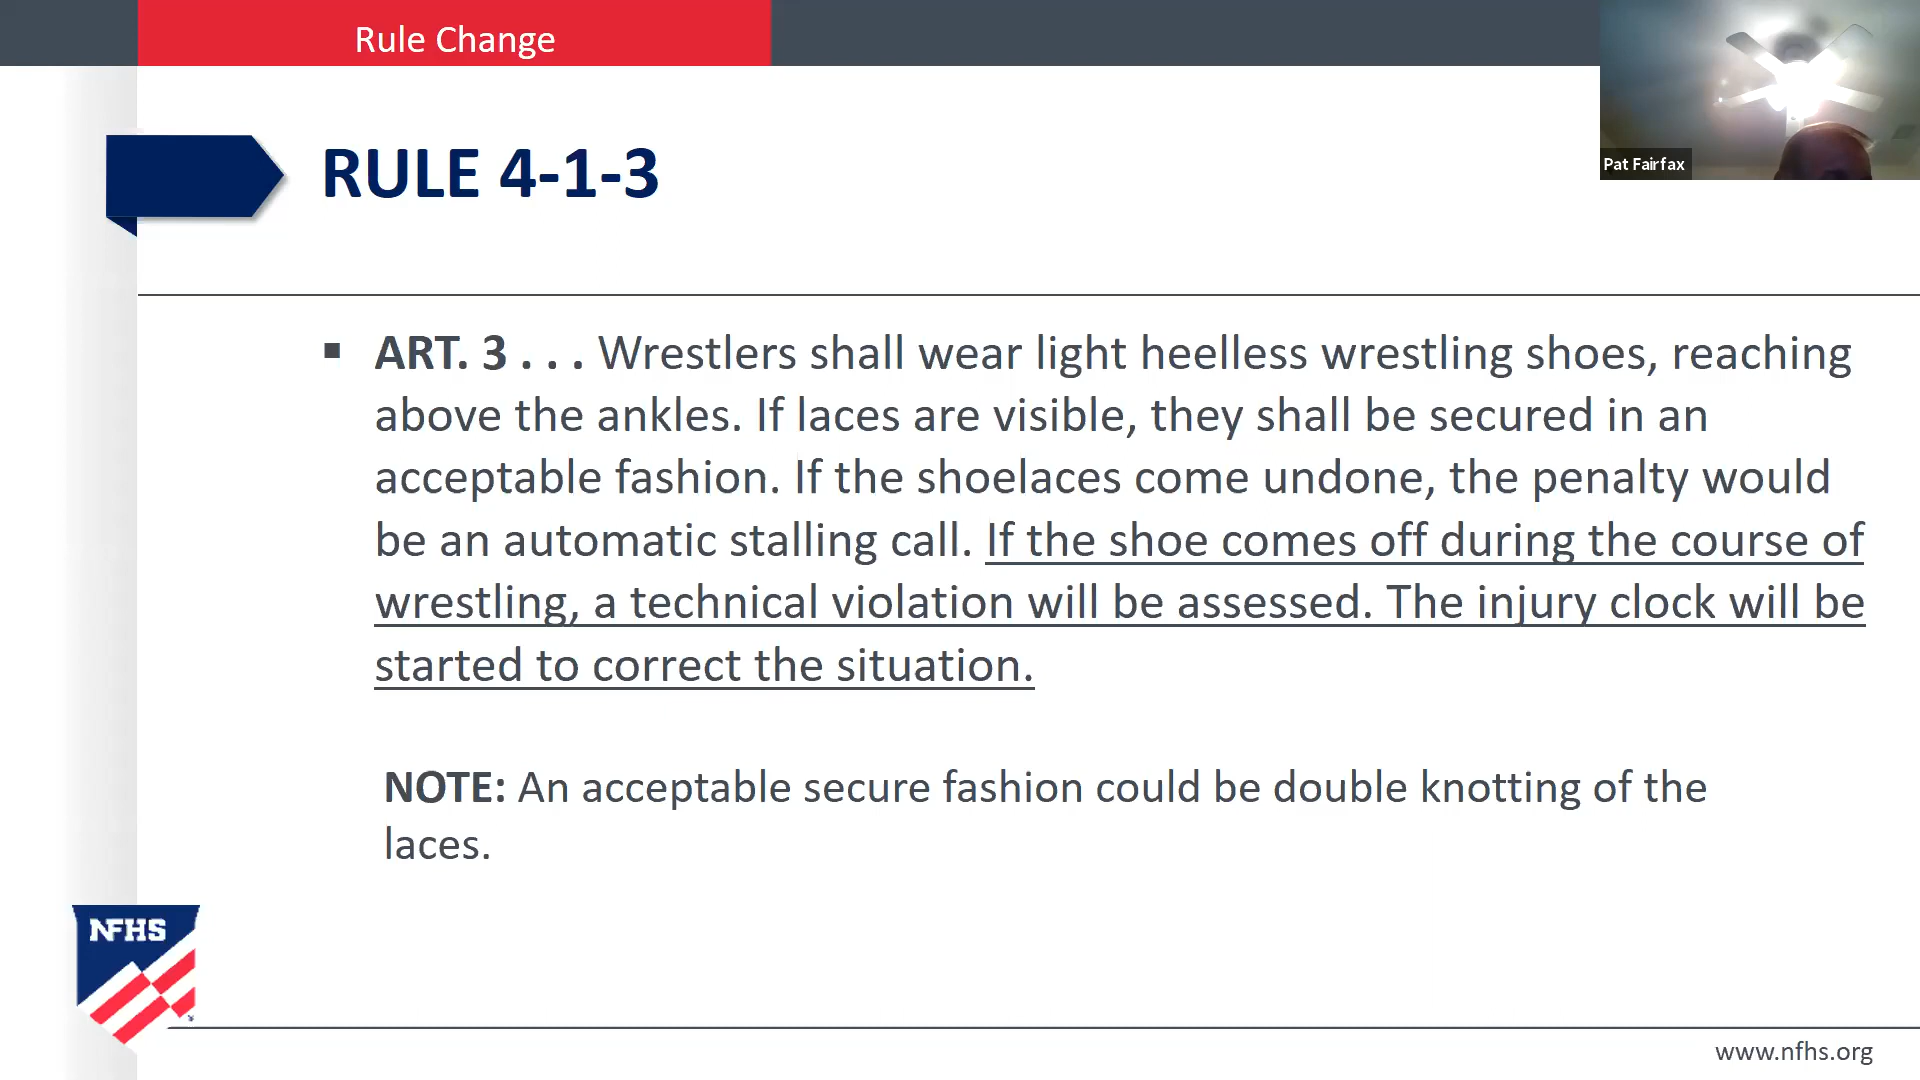 Rule Change
Pat Fairfax
RULE 4-1-3
▪ ART. 3 . . . Wrestlers shall wear light heelless wrestling shoes, reaching
above the ankles. If laces are visible, they shall be secured in an
acceptable fashion. If the shoelaces come undone, the penalty would
be an automatic stalling call. If the shoe comes off during the course of
wrestling, a technical violation will be assessed. The injury clock will be
started to correct the situation.
NOTE: An acceptable secure fashion could be double knotting of the
laces.
NFHS
www.nfhs.org